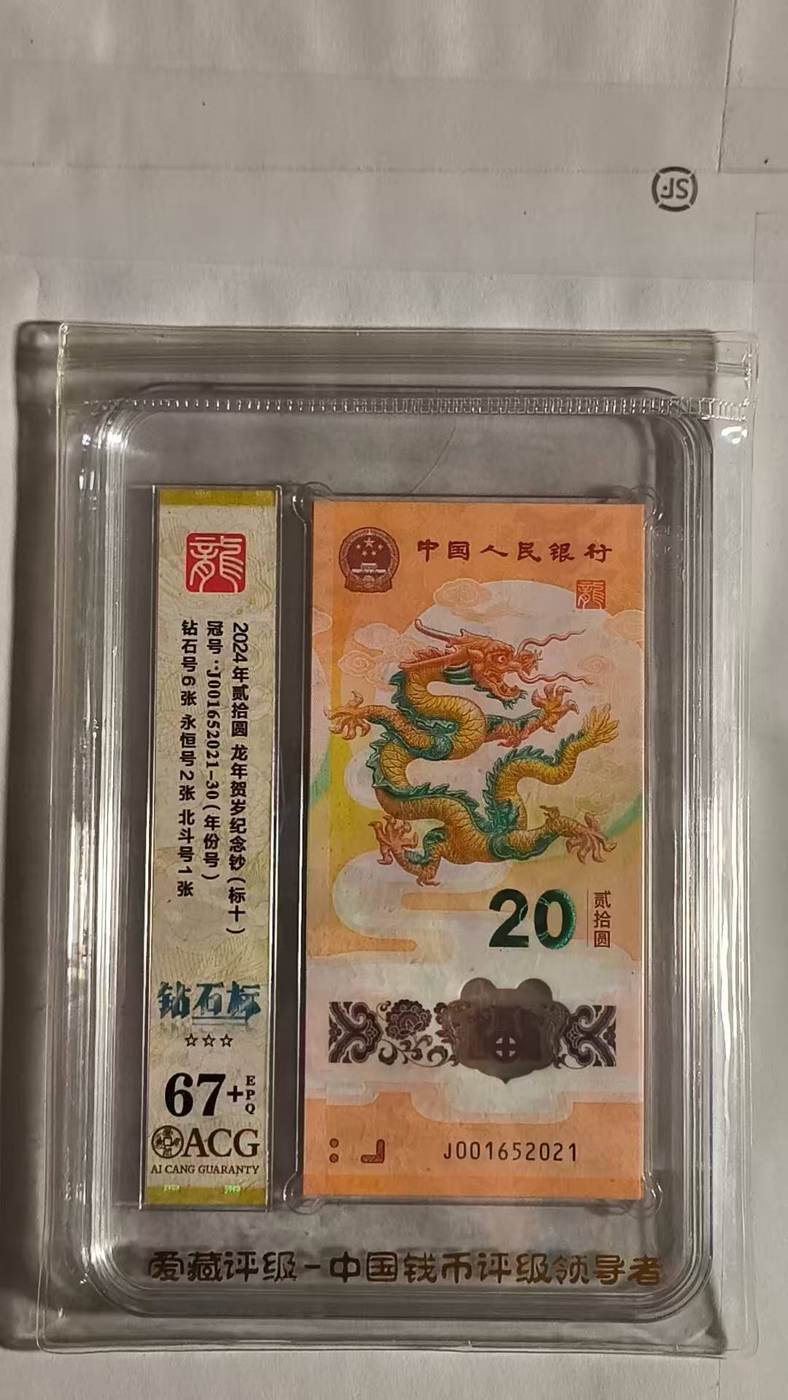 JS
龍
2024年贰拾圆 龙年贺岁纪念钞(标十)
冠号:J001652021-30(年份号)
钻石号6张 永恒号2张 北斗号1张
钻石标
☆☆☆
67+EPQ
ACG
AI CANG GUARANTY
中国人民银行
龍
20
贰拾圆
J001652021
爱藏评级-中国钱币评级领导者